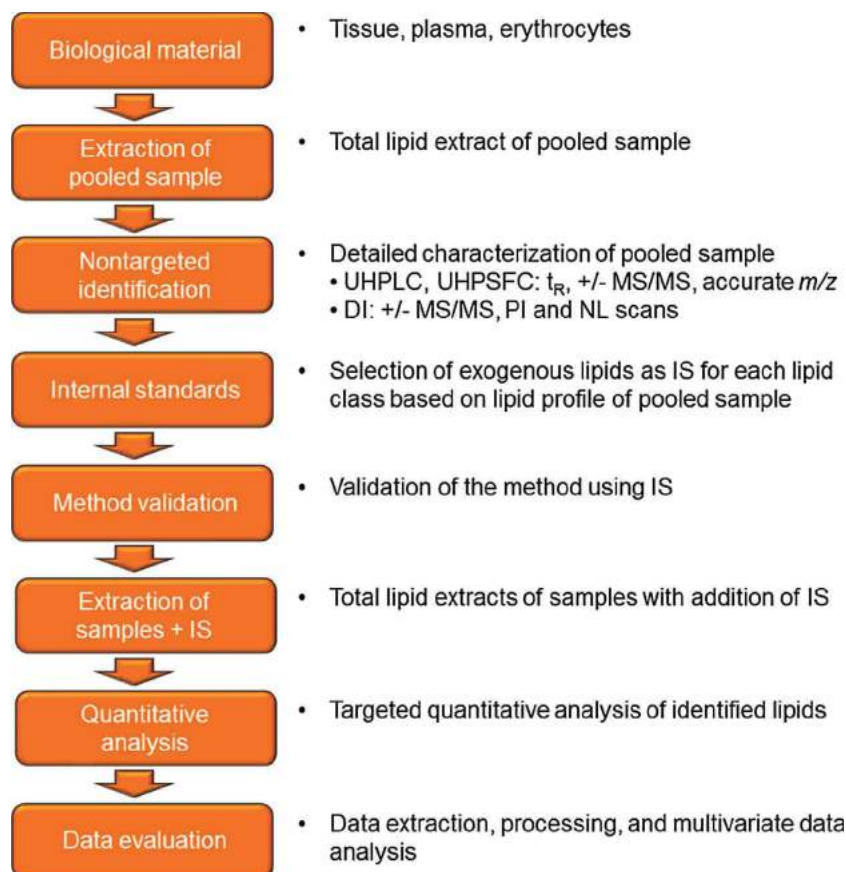 Biological material
• Tissue, plasma, erythrocytes
Extraction of
pooled sample
• Total lipid extract of pooled sample
Nontargeted
identification
• Detailed characterization of pooled sample
• UHPLC, UHPSFC: tR, +/- MS/MS, accurate m/z
• DI: +/- MS/MS, PI and NL scans
Internal standards
• Selection of exogenous lipids as IS for each lipid
class based on lipid profile of pooled sample
Method validation
• Validation of the method using IS
Extraction of
samples + IS
• Total lipid extracts of samples with addition of IS
Quantitative
analysis
• Targeted quantitative analysis of identified lipids
Data evaluation
• Data extraction, processing, and multivariate data
analysis